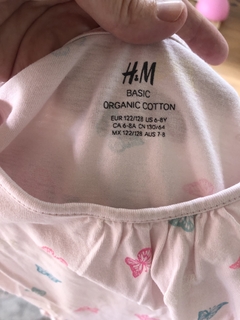 H&M
BASIC
ORGANIC COTTON
EUR 122/128 US 6-8Y
CA 6-8A CN 130/64
MX 122/128 AUS 7-8